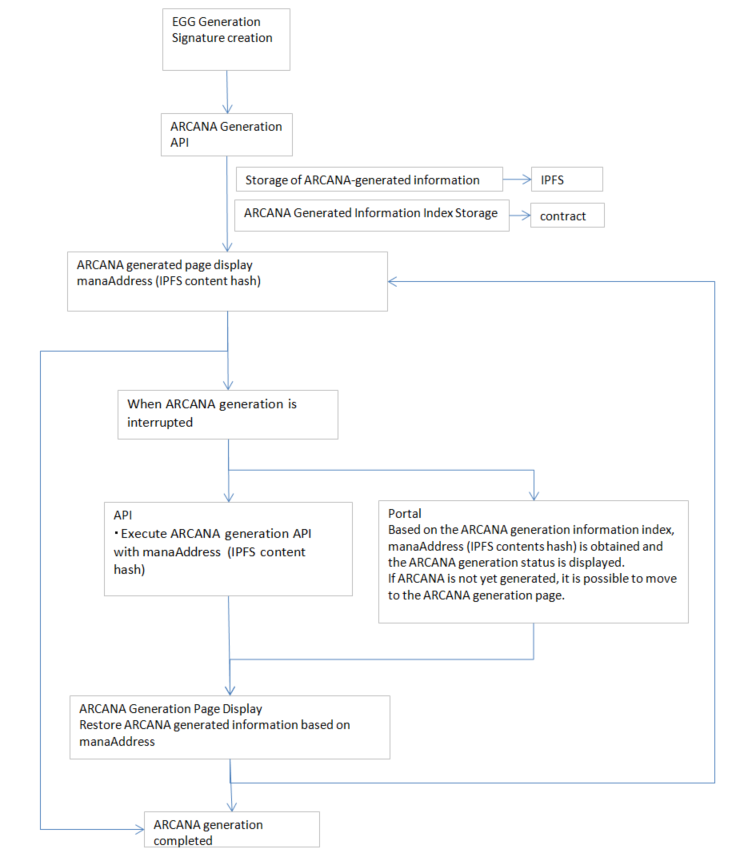 EGG Generation
Signature creation
ARCANA Generation
API
Storage of ARCANA-generated information
IPFS
ARCANA Generated Information Index Storage
contract
ARCANA generated page display
manaAddress (IPFS content hash)
When ARCANA generation is
interrupted
API
・Execute ARCANA generation API
with manaAddress (IPFS content
hash)
Portal
Based on the ARCANA generation information index,
manaAddress (IPFS contents hash) is obtained and
the ARCANA generation status is displayed.
If ARCANA is not yet generated, it is possible to move
to the ARCANA generation page.
ARCANA Generation Page Display
Restore ARCANA generated information based on
manaAddress
ARCANA generation
completed